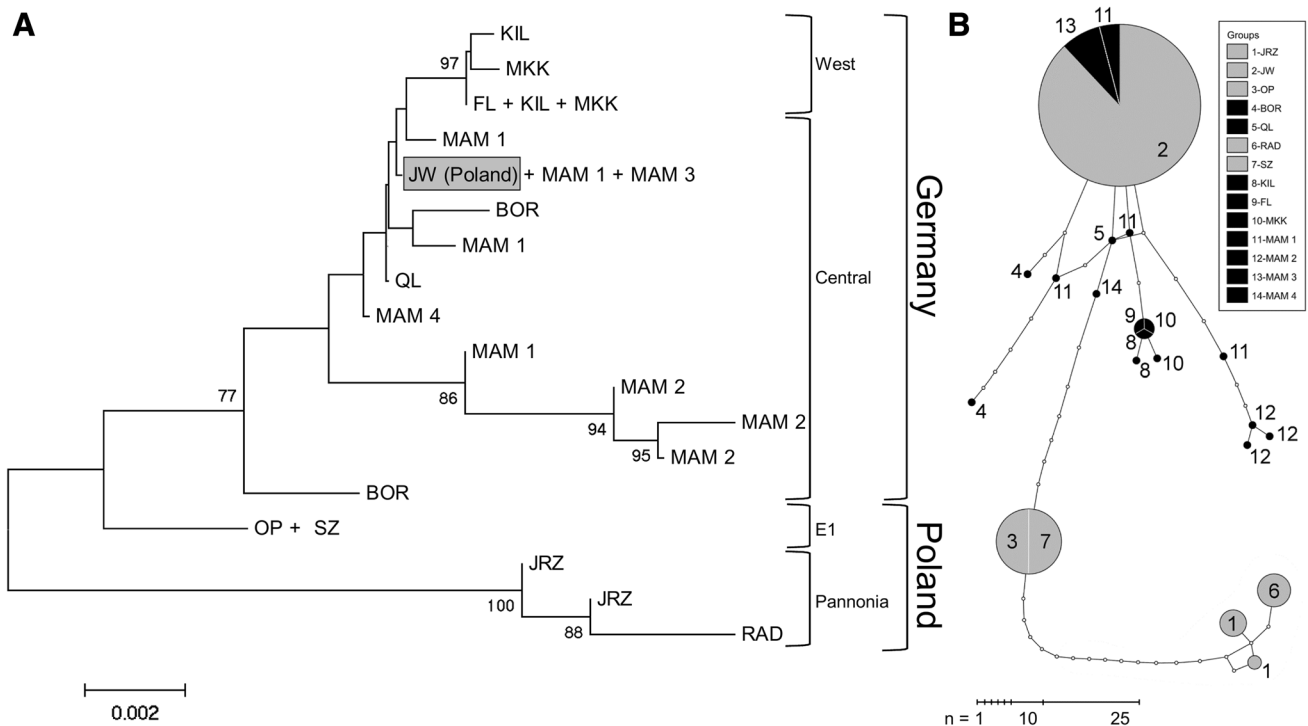 A
KIL
MKK
97
FL + KIL + MKK
MAM 1
JW (Poland) + MAM 1 + MAM 3
BOR
MAM 1
QL
MAM 4
MAM 1
86
MAM 2
94
MAM 2
95
MAM 2
77
BOR
OP + SZ
JRZ
100
JRZ
88
RAD
0.002
West
Central
E1
Pannonia
Germany
Poland
B
13
11
2
5
11
4
11
14
9
10
8
8
10
11
4
12
12
12
3
7
6
1
1
n = 1 10 25
Groups
1-JRZ
2-JW
3-OP
4-BOR
5-QL
6-RAD
7-SZ
8-KIL
9-FL
10-MKK
11-MAM 1
12-MAM 2
13-MAM 3
14-MAM 4